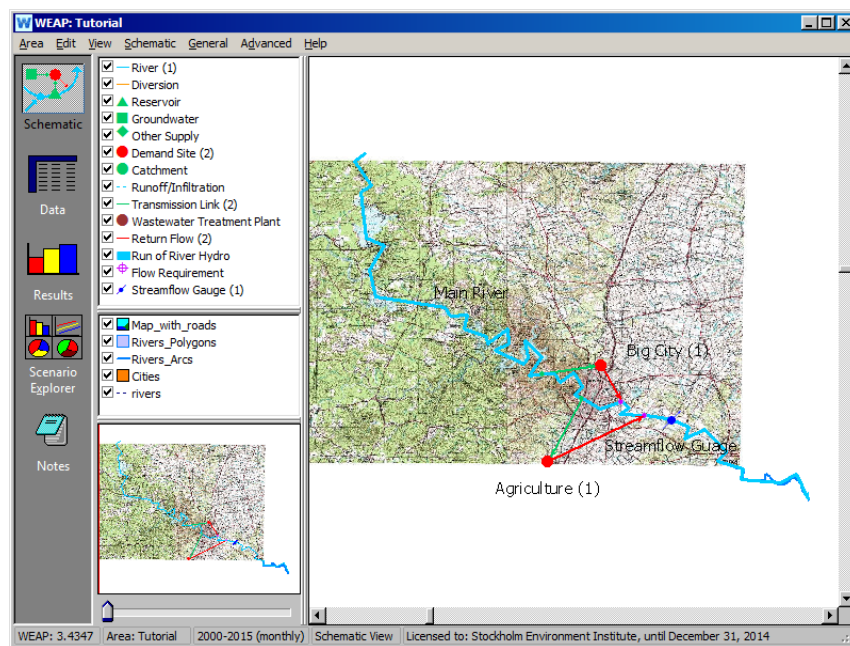 WEAP: Tutorial
Area Edit View Schematic General Advanced Help
Schematic
Data
Results
Scenario
Explorer
Notes
River (1)
Diversion
Reservoir
Groundwater
Other Supply
Demand Site (2)
Catchment
Runoff/Infiltration
Transmission Link (2)
Wastewater Treatment Plant
Return Flow (2)
Run of River Hydro
Flow Requirement
Streamflow Gauge (1)
Map_with_roads
Rivers_Polygons
Rivers_Arcs
Cities
rivers
Main River
Big City (1)
Streamflow Guage
Agriculture (1)
WEAP: 3.4347 Area: Tutorial 2000-2015 (monthly) Schematic View Licensed to: Stockholm Environment Institute, until December 31, 2014